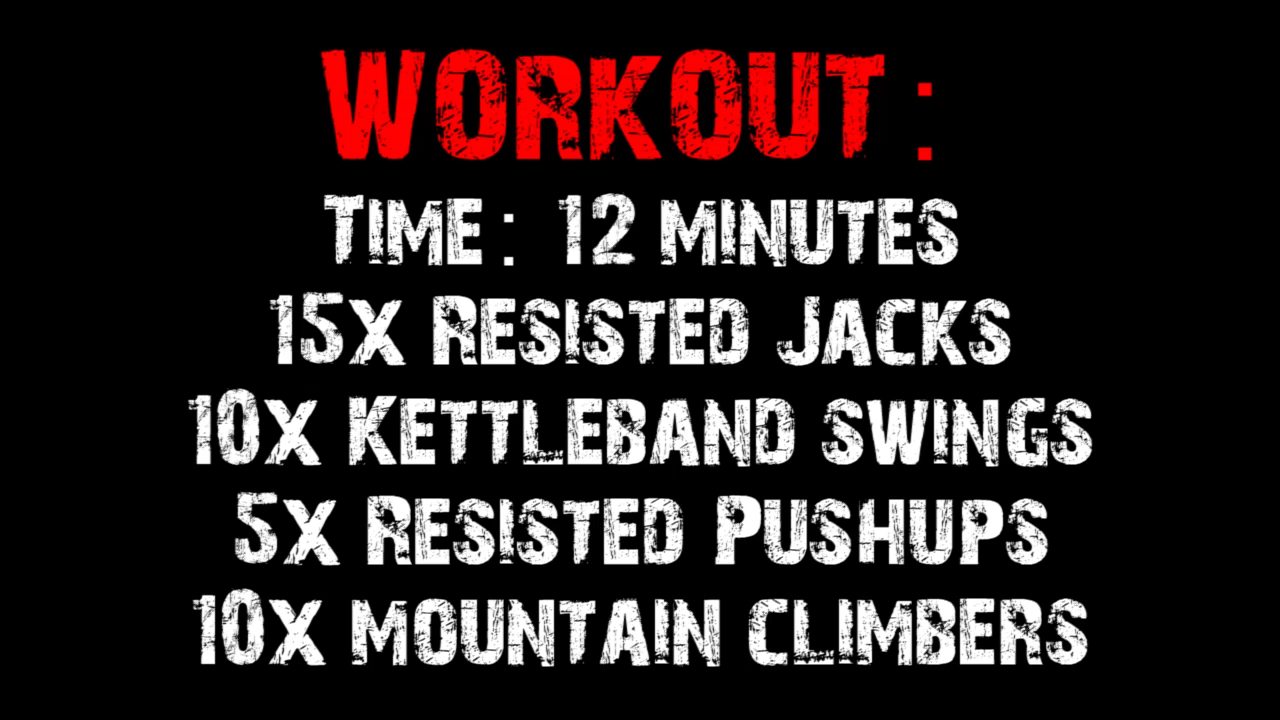 WORKOUT:
TIME: 12 MINUTES
15X RESISTED JACKS
10X KETTLEBAND SWINGS
5X RESISTED PUSHUPS
10X MOUNTAIN CLIMBERS